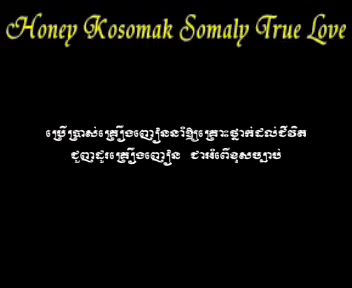 Honey Kosomak Somaly True Love
ប្រើប្រាស់គ្រឿងញៀននាំឱ្យគ្រោះថ្នាក់ដល់ជីវិត
ជួញដូរគ្រឿងញៀន ជាអំពើខុសច្បាប់